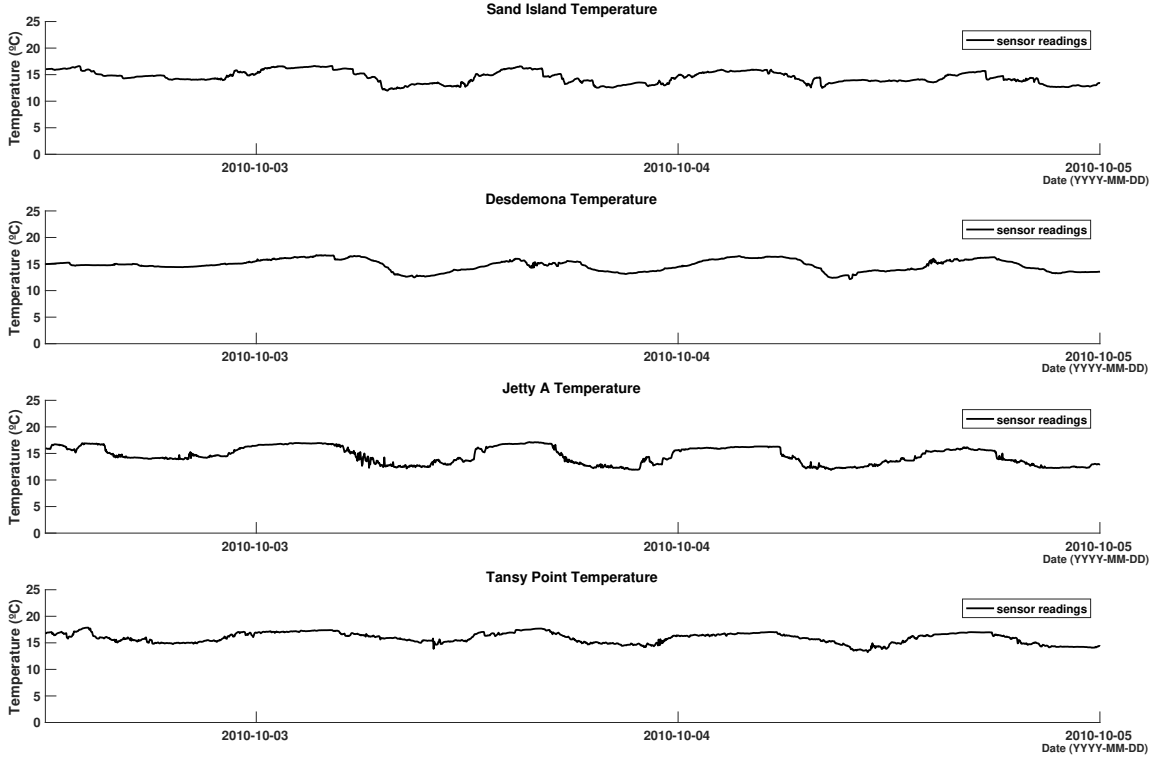 Sand Island Temperature
Temperature (ºC)
25
20
15
10
5
0
sensor readings
2010-10-03 2010-10-04 2010-10-05
Date (YYYY-MM-DD)
Desdemona Temperature
Temperature (ºC)
25
20
15
10
5
0
sensor readings
2010-10-03 2010-10-04 2010-10-05
Date (YYYY-MM-DD)
Jetty A Temperature
Temperature (ºC)
25
20
15
10
5
0
sensor readings
2010-10-03 2010-10-04 2010-10-05
Date (YYYY-MM-DD)
Tansy Point Temperature
Temperature (ºC)
25
20
15
10
5
0
sensor readings
2010-10-03 2010-10-04 2010-10-05
Date (YYYY-MM-DD)